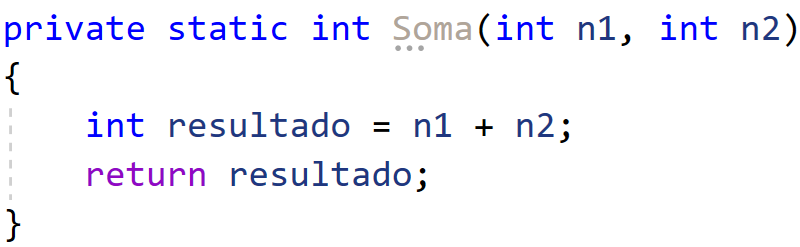 private static int Soma(int n1, int n2)
{
    int resultado = n1 + n2;
    return resultado;
}